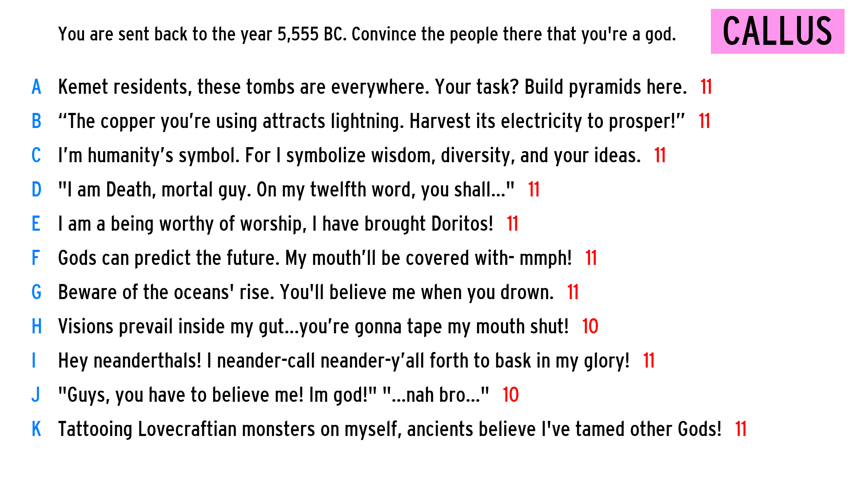 You are sent back to the year 5,555 BC. Convince the people there that you're a god.
CALLUS
A Kemet residents, these tombs are everywhere. Your task? Build pyramids here. 11
B “The copper you’re using attracts lightning. Harvest its electricity to prosper!” 11
C I’m humanity’s symbol. For I symbolize wisdom, diversity, and your ideas. 11
D "I am Death, mortal guy. On my twelfth word, you shall..." 11
E I am a being worthy of worship, I have brought Doritos! 11
F Gods can predict the future. My mouth’ll be covered with- mmph! 11
G Beware of the oceans' rise. You'll believe me when you drown. 11
H Visions prevail inside my gut...you’re gonna tape my mouth shut! 10
I Hey neanderthals! I neander-call neander-y’all forth to bask in my glory! 11
J "Guys, you have to believe me! Im god!" "...nah bro..." 10
K Tattooing Lovecraftian monsters on myself, ancients believe I've tamed other Gods! 11